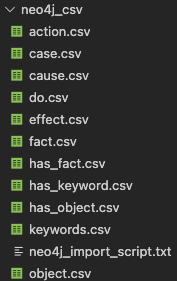 neo4j_csv
action.csv
case.csv
cause.csv
do.csv
effect.csv
fact.csv
has_fact.csv
has_keyword.csv
has_object.csv
keywords.csv
neo4j_import_script.txt
object.csv